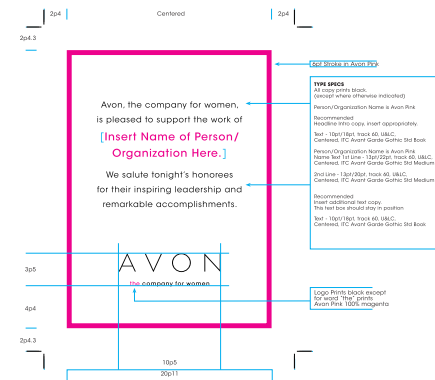 2p4
Centered
2p4
2p4.3
6pt Stroke in Avon Pink
TYPE SPECS
All copy prints black,
(except where otherwise indicated)
Person/Organization Name is Avon Pink
Recommended
Headline Intro copy, insert appropriately
Text - 10pt/18pt, track 60, U&LC,
Centered, ITC Avant Garde Gothic Std Book
Person/Organization Name is Avon Pink
Name Text 1st Line - 13pt/22pt, track 60, U&LC,
Centered, ITC Avant Garde Gothic Std Medium
2nd Line - 13pt/20pt, track 60, U&LC,
Centered, ITC Avant Garde Gothic Std Medium
Recommended
Insert additional text copy.
This text box should stay in position
Text - 10pt/18pt, track 60, U&LC,
Centered, ITC Avant Garde Gothic Std Book
Avon, the company for women,
is pleased to support the work of
[Insert Name of Person/
Organization Here.]
We salute tonight's honorees
for their inspiring leadership and
remarkable accomplishments.
AVON
the company for women
3p5
4p4
2p4.3
Logo Prints black except
for word "the" prints
Avon Pink 100% magenta
10p5
20p11